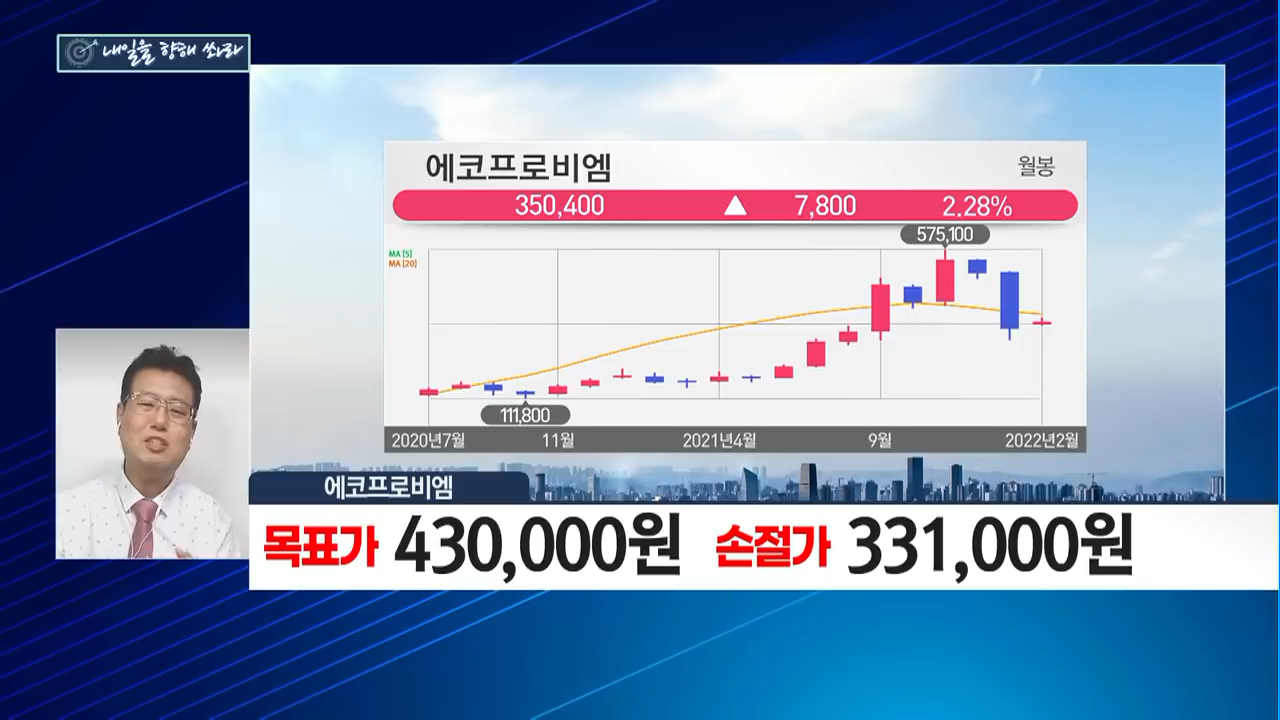 내일을 향해 쏴라
에코프로비엠
월봉
350,400 ▲ 7,800 2.28%
575,100
MA [5]
MA [20]
111,800
2020년7월 11월 2021년4월 9월 2022년2월
에코프로비엠
목표가 430,000원 손절가 331,000원